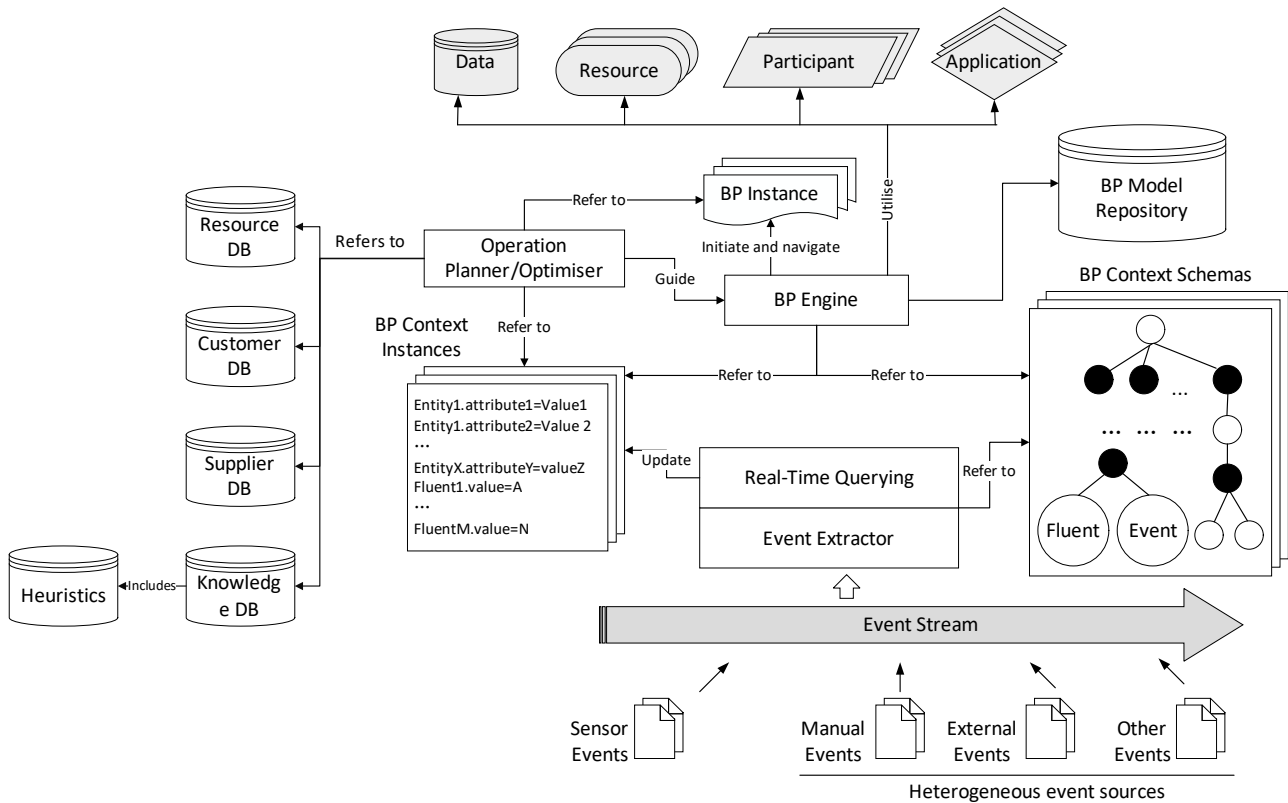 Data
Resource
Participant
Application
BP Model
Repository
BP Instance
Utilise
Refer to
Resource
DB
Refers to
Operation
Planner/Optimiser
Initiate and navigate
Guide
BP Engine
BP Context Schemas
BP Context
Instances
Refer to
Customer
DB
Refer to
Refer to
Entity1.attribute1=Value1
Entity1.attribute2=Value 2
...
EntityX.attributeY=valueZ
Fluent1.value=A
...
FluentM.value=N
...
... ... ...
Supplier
DB
Update
Real-Time Querying
Refer to
Event Extractor
Fluent
Event
Heuristics
Includes
Knowledg
e DB
Event Stream
Sensor
Events
Manual
Events
External
Events
Other
Events
Heterogeneous event sources